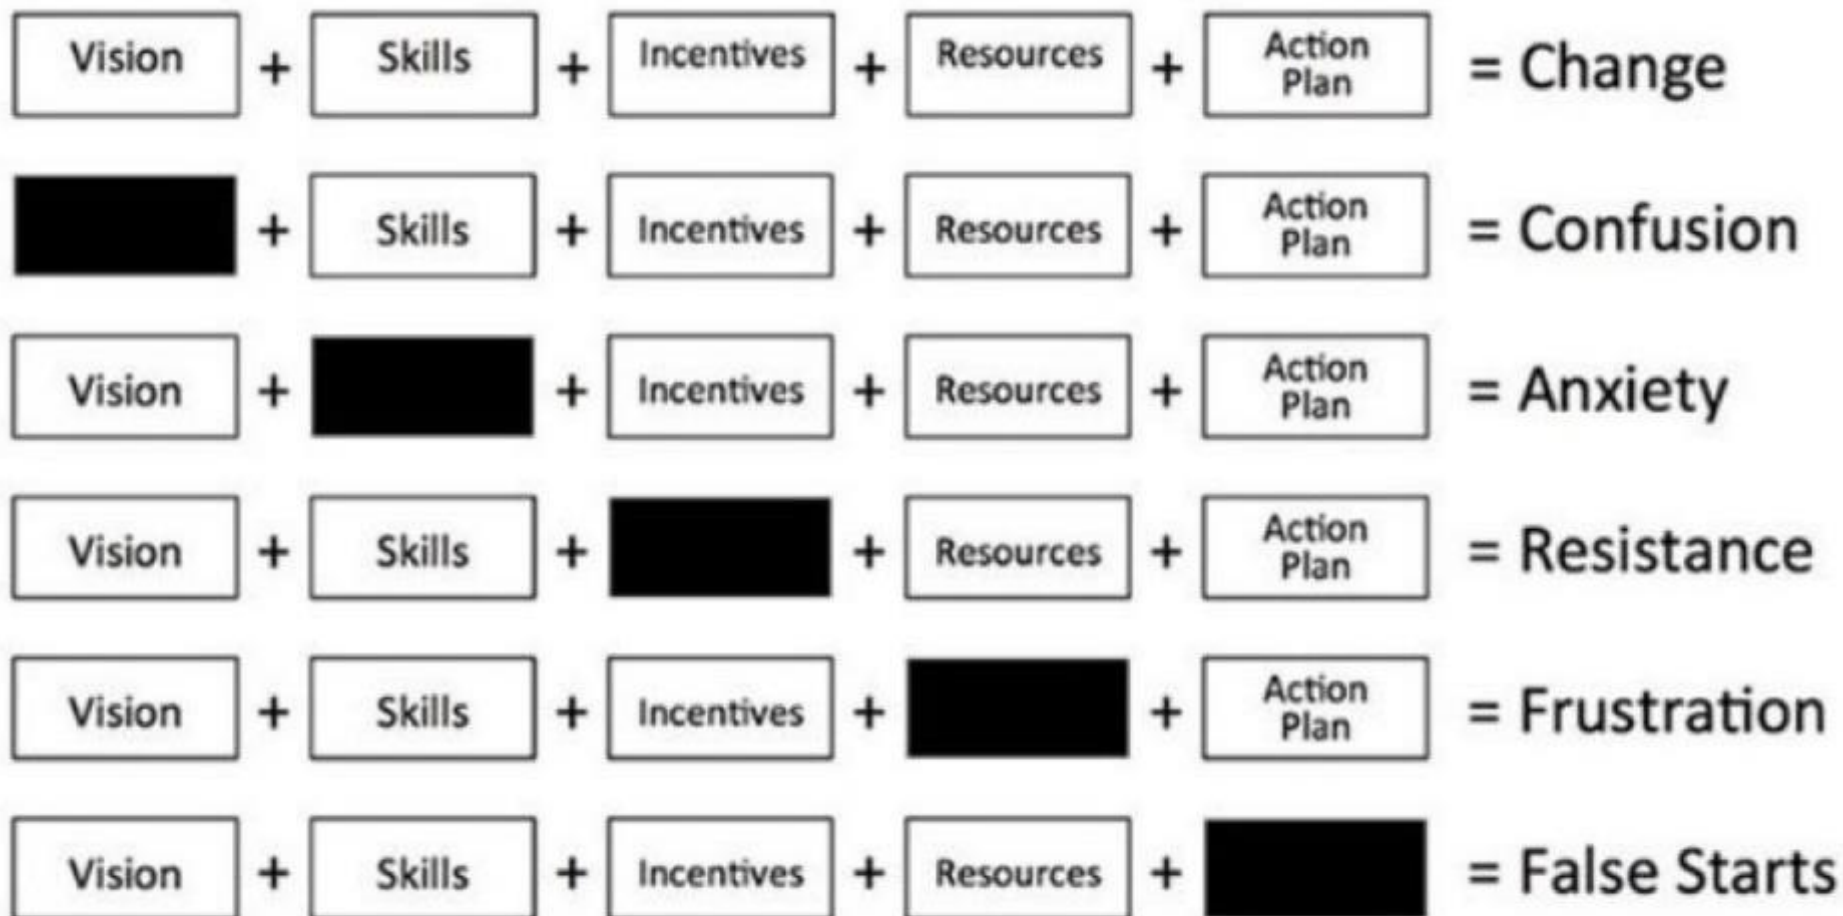 Vision + Skills + Incentives + Resources + Action Plan = Change
+ Skills + Incentives + Resources + Action Plan = Confusion
Vision + + Incentives + Resources + Action Plan = Anxiety
Vision + Skills + + Resources + Action Plan = Resistance
Vision + Skills + Incentives + + Action Plan = Frustration
Vision + Skills + Incentives + Resources + = False Starts